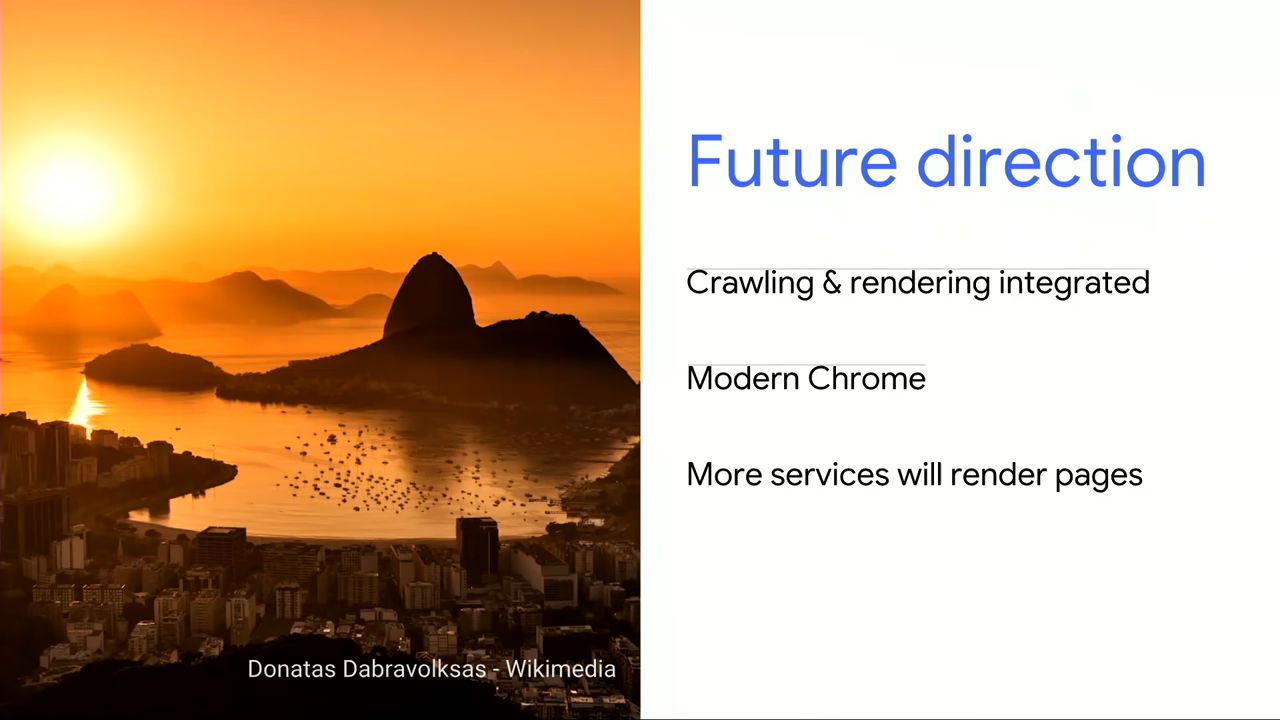 Future direction
Crawling & rendering integrated
Modern Chrome
More services will render pages
Donatas Dabravolksas - Wikimedia